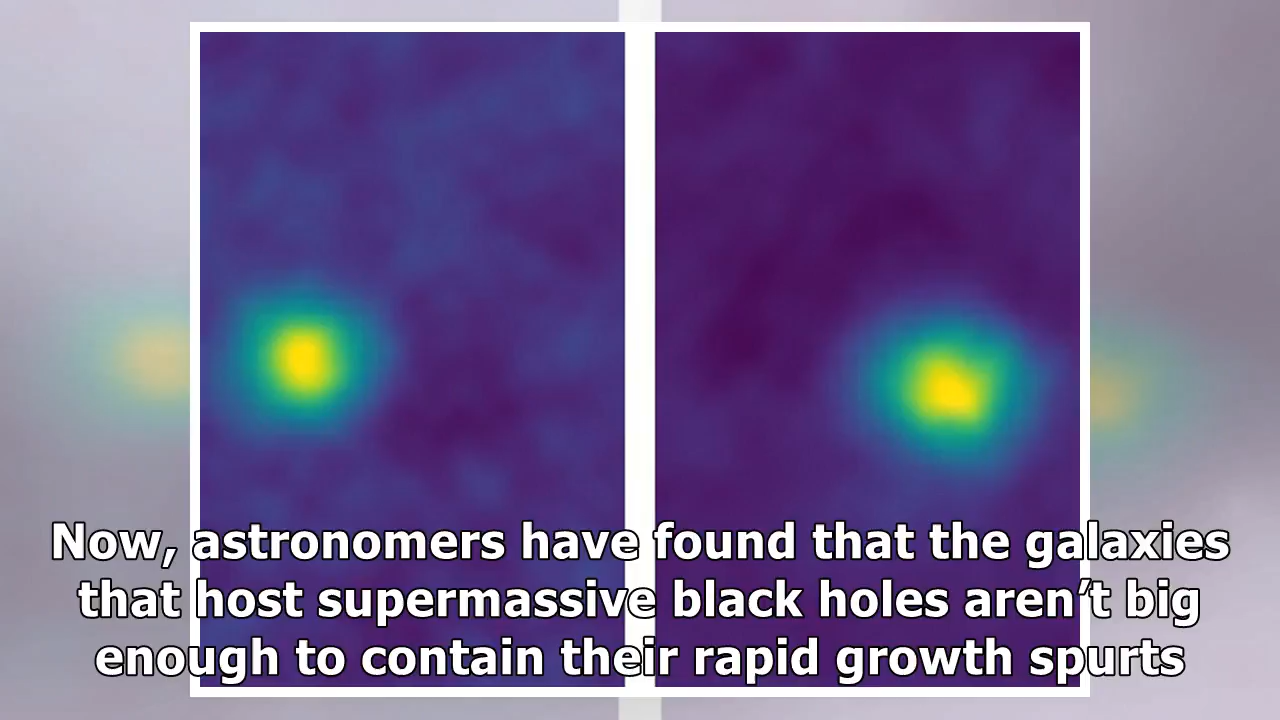 Now, astronomers have found that the galaxies
that host supermassive black holes aren’t big
enough to contain their rapid growth spurts